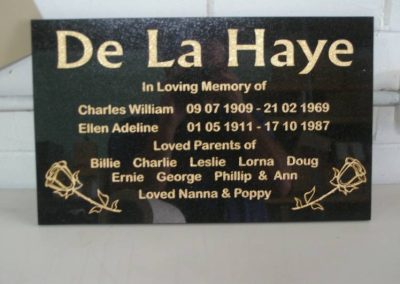 De La Haye
In Loving Memory of
Charles William 09 07 1909 - 21 02 1969
Ellen Adeline 01 05 1911 - 17 10 1987
Loved Parents of
Billie Charlie Leslie Lorna Doug
Ernie George Phillip & Ann
Loved Nanna & Poppy